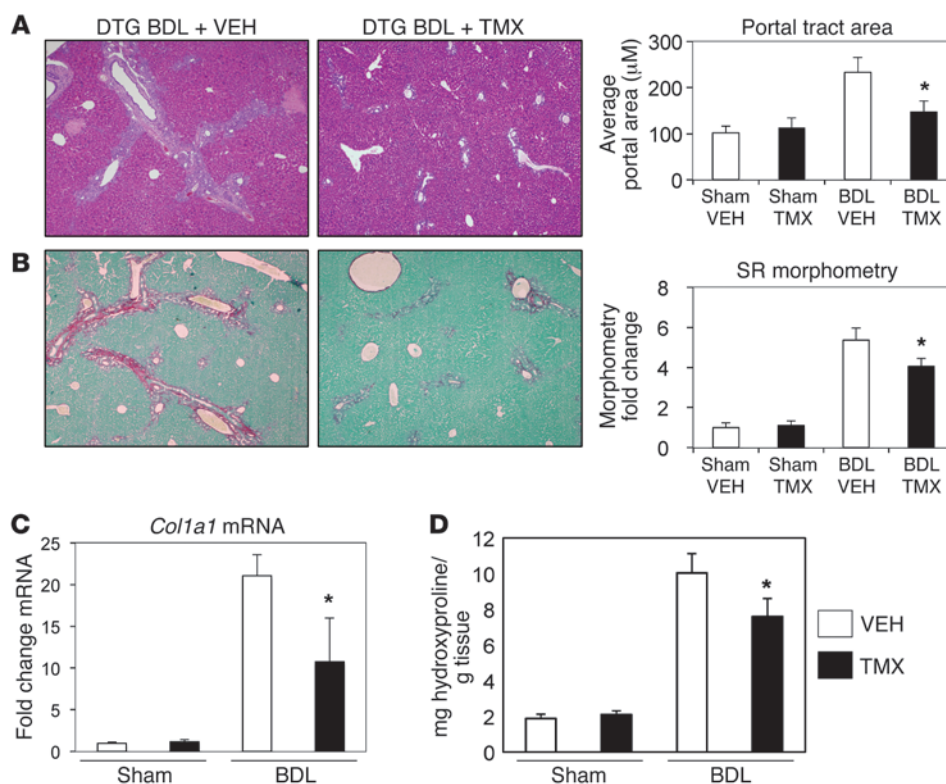 A
DTG BDL + VEH
DTG BDL + TMX
Portal tract area
Average
portal area (μM)
300
200
100
0
Sham
VEH
Sham
TMX
BDL
VEH
*
BDL
TMX
B
SR morphometry
Morphometry
fold change
8
6
4
2
0
Sham
VEH
Sham
TMX
BDL
VEH
*
BDL
TMX
C
Col1a1 mRNA
Fold change mRNA
25
20
15
10
5
0
*
Sham
BDL
D
mg hydroxyproline/
g tissue
12
10
8
6
4
2
0
*
Sham
BDL
VEH
TMX